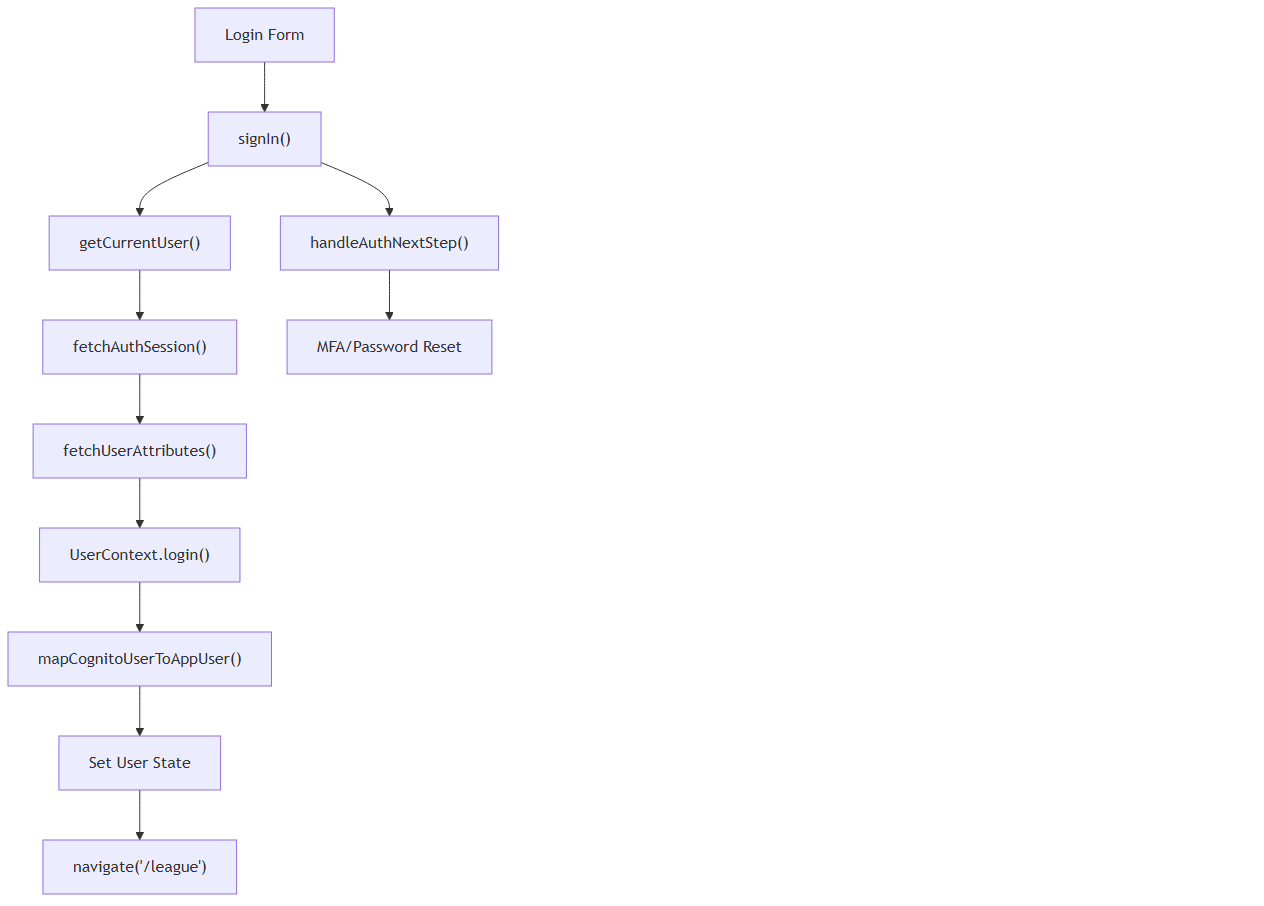 Login Form
signIn()
getCurrentUser()
handleAuthNextStep()
fetchAuthSession()
MFA/Password Reset
fetchUserAttributes()
UserContext.login()
mapCognitoUserToAppUser()
Set User State
navigate('/league')